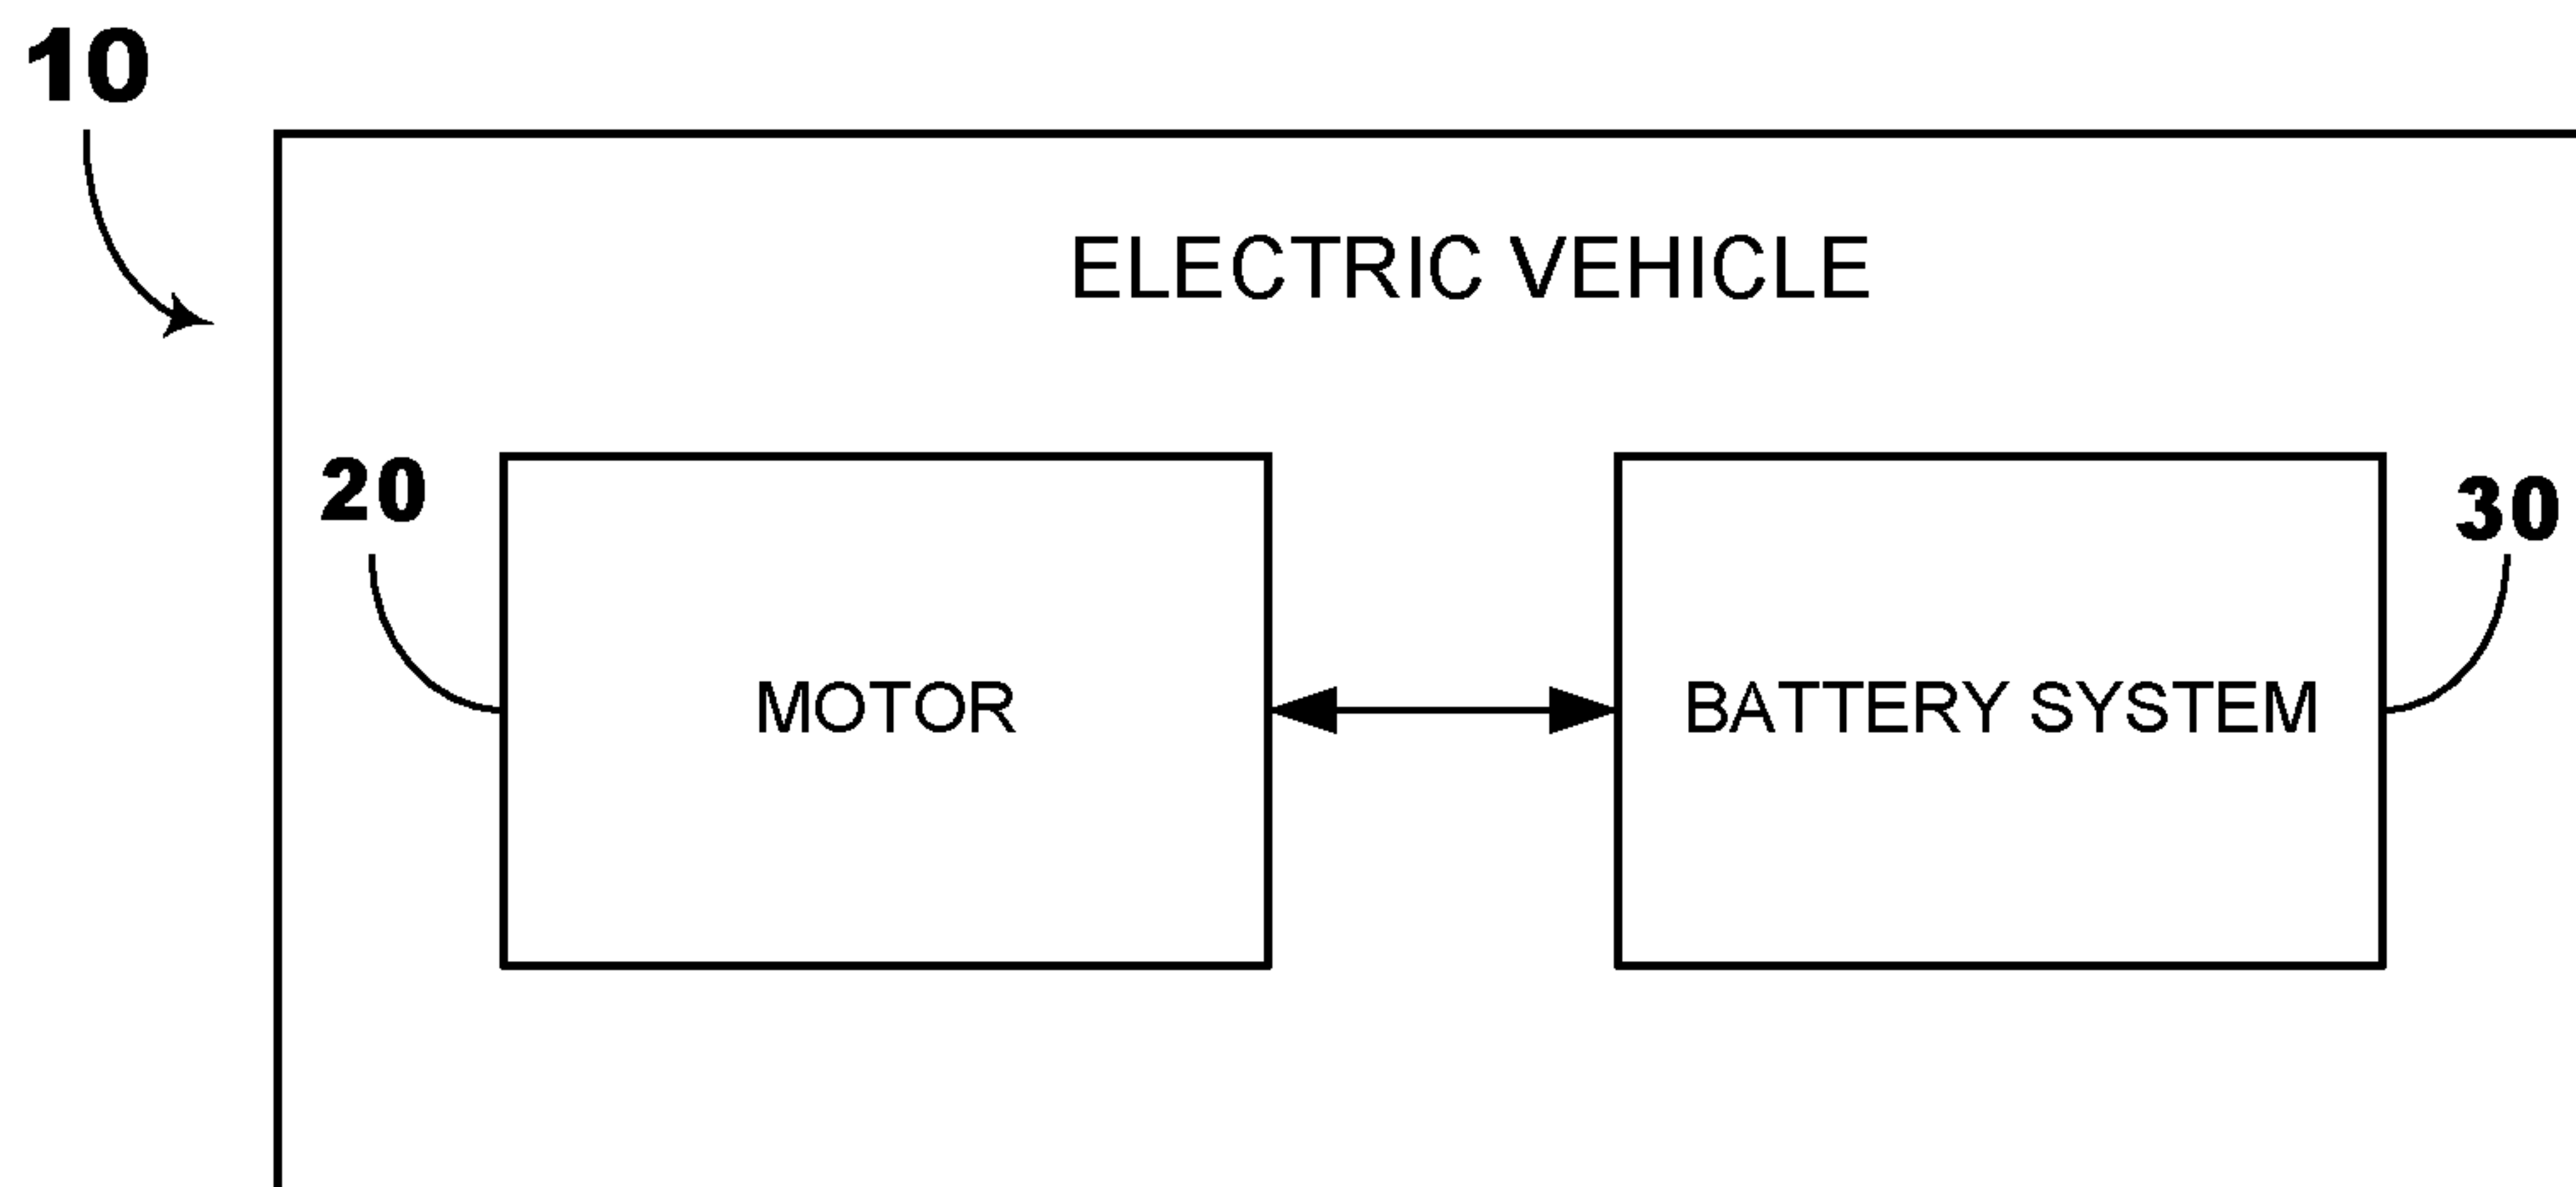 10
ELECTRIC VEHICLE
20
30
MOTOR
BATTERY SYSTEM